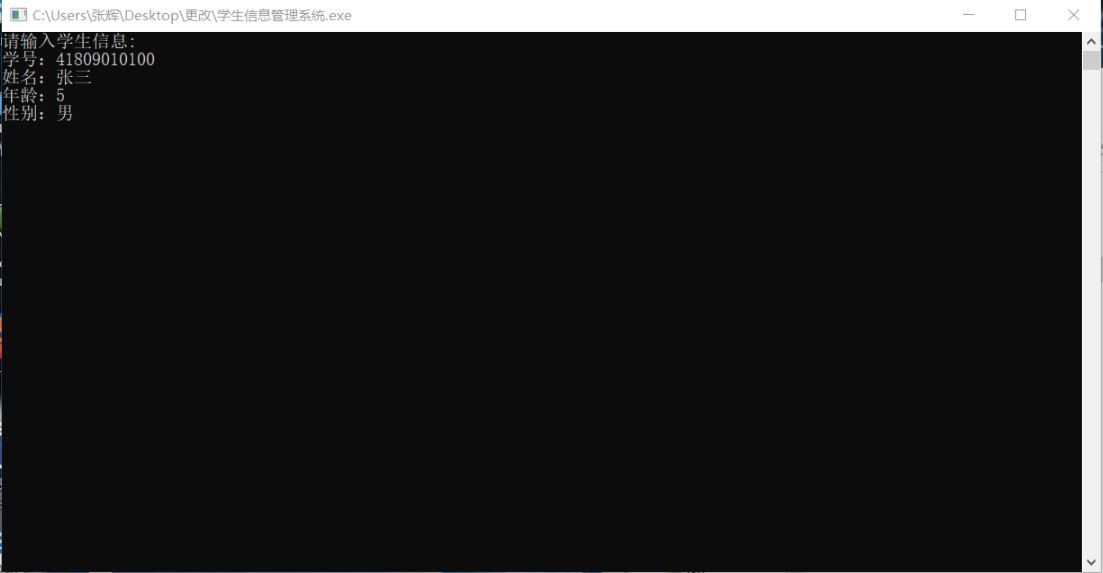 C:\Users\张辉\Desktop\更改\学生信息管理系统.exe
请输入学生信息:
学号: 41809010100
姓名: 张三
年龄: 5
性别: 男